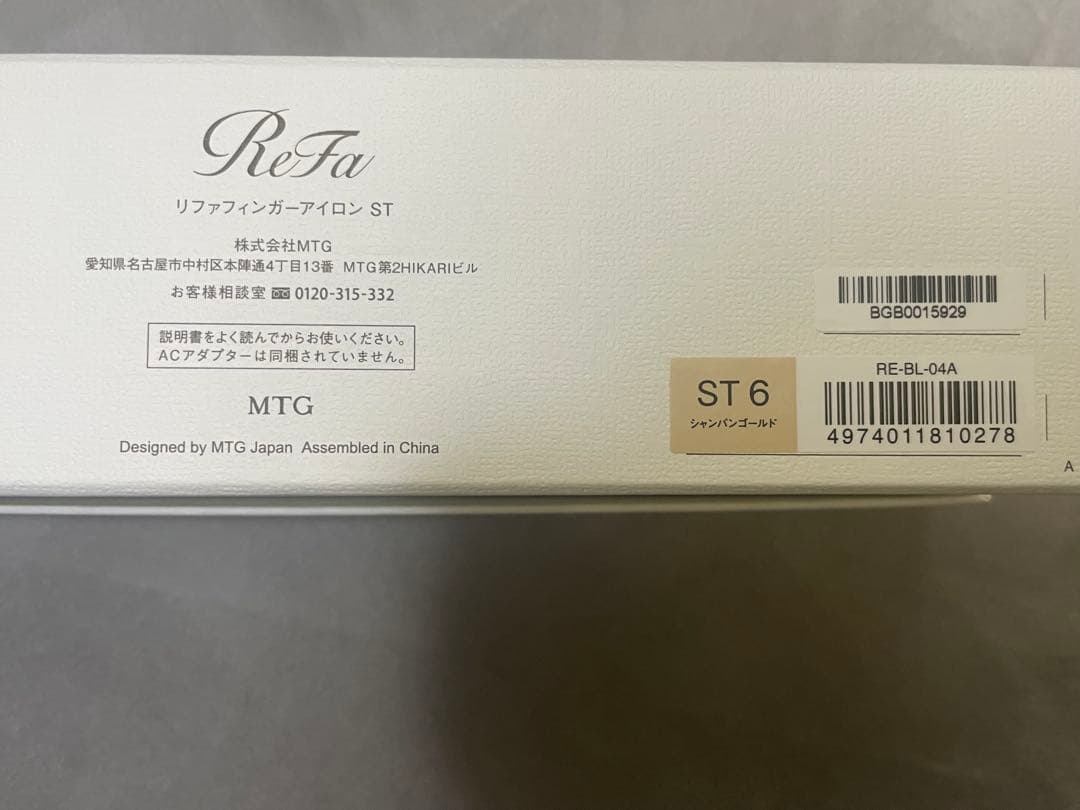 ReFa
リファフィンガーアイロン ST
株式会社MTG
愛知県名古屋市中村区本陣通4丁目13番 MTG第2HIKARIビル
お客様相談室 0120-315-332
説明書をよく読んでからお使いください。
ACアダプターは同梱されていません。
MTG
Designed by MTG Japan Assembled in China
BGB0015929
ST 6
シャンパンゴールド
RE-BL-04A
4974011810278
A